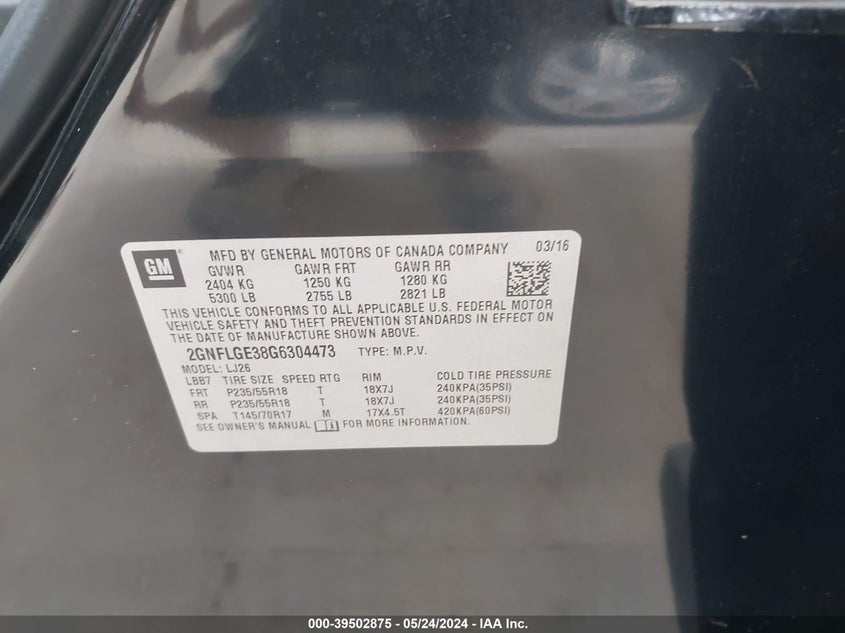 GM
MFD BY GENERAL MOTORS OF CANADA COMPANY 03/16
GVWR GAWR FRT GAWR RR
2404 KG 1250 KG 1280 KG
5300 LB 2755 LB 2821 LB
THIS VEHICLE CONFORMS TO ALL APPLICABLE U.S. FEDERAL MOTOR
VEHICLE SAFETY AND THEFT PREVENTION STANDARDS IN EFFECT ON
THE DATE OF MANUFACTURE SHOWN ABOVE.
2GNFLGE38G6304473 TYPE: M.P.V.
MODEL: LJ26
LBB7 TIRE SIZE SPEED RTG RIM COLD TIRE PRESSURE
FRT P235/55R18 T 18X7J 240KPA(35PSI)
RR P235/55R18 T 18X7J 240KPA(35PSI)
SPA T145/70R17 M 17X4.5T 420KPA(60PSI)
SEE OWNER'S MANUAL FOR MORE INFORMATION.
000-39502875 - 05/24/2024 - IAA Inc.